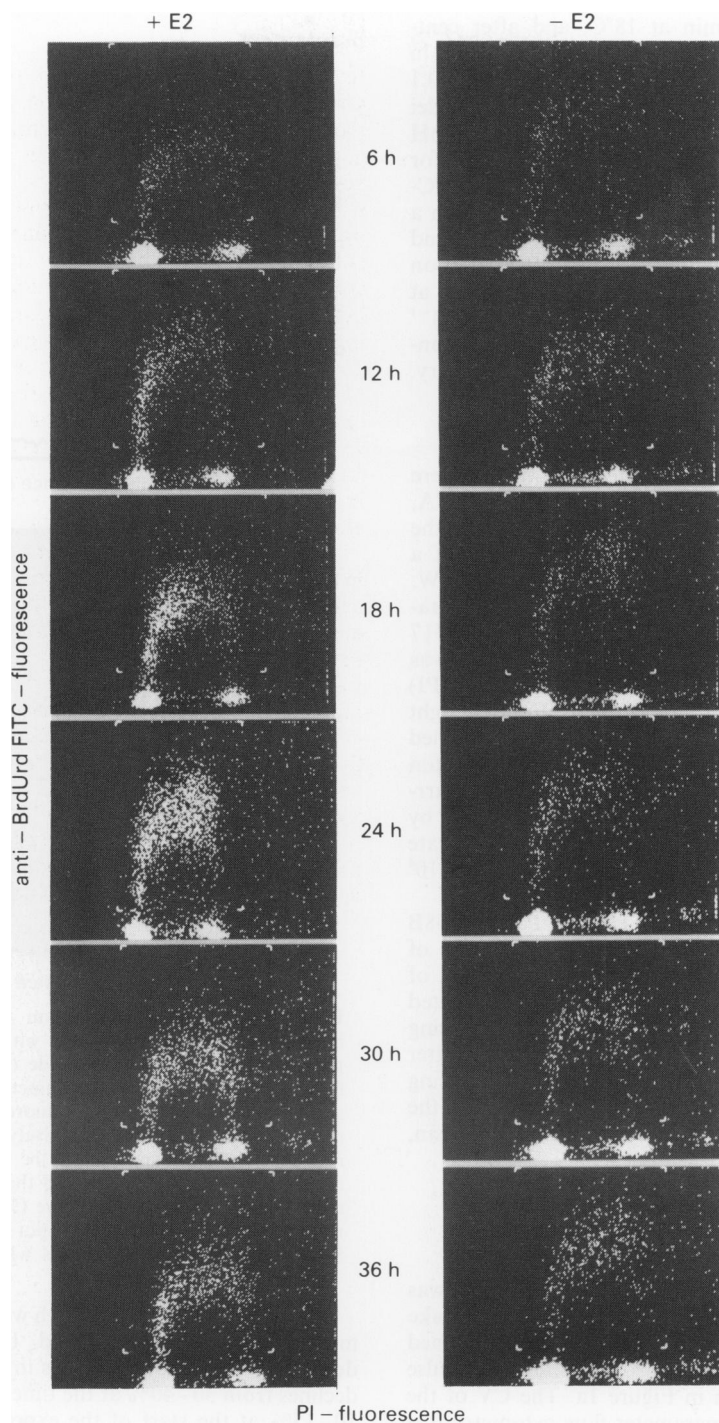 + E2
– E2
6 h
12 h
18 h
24 h
30 h
36 h
anti – BrdUrd FITC – fluorescence
PI – fluorescence